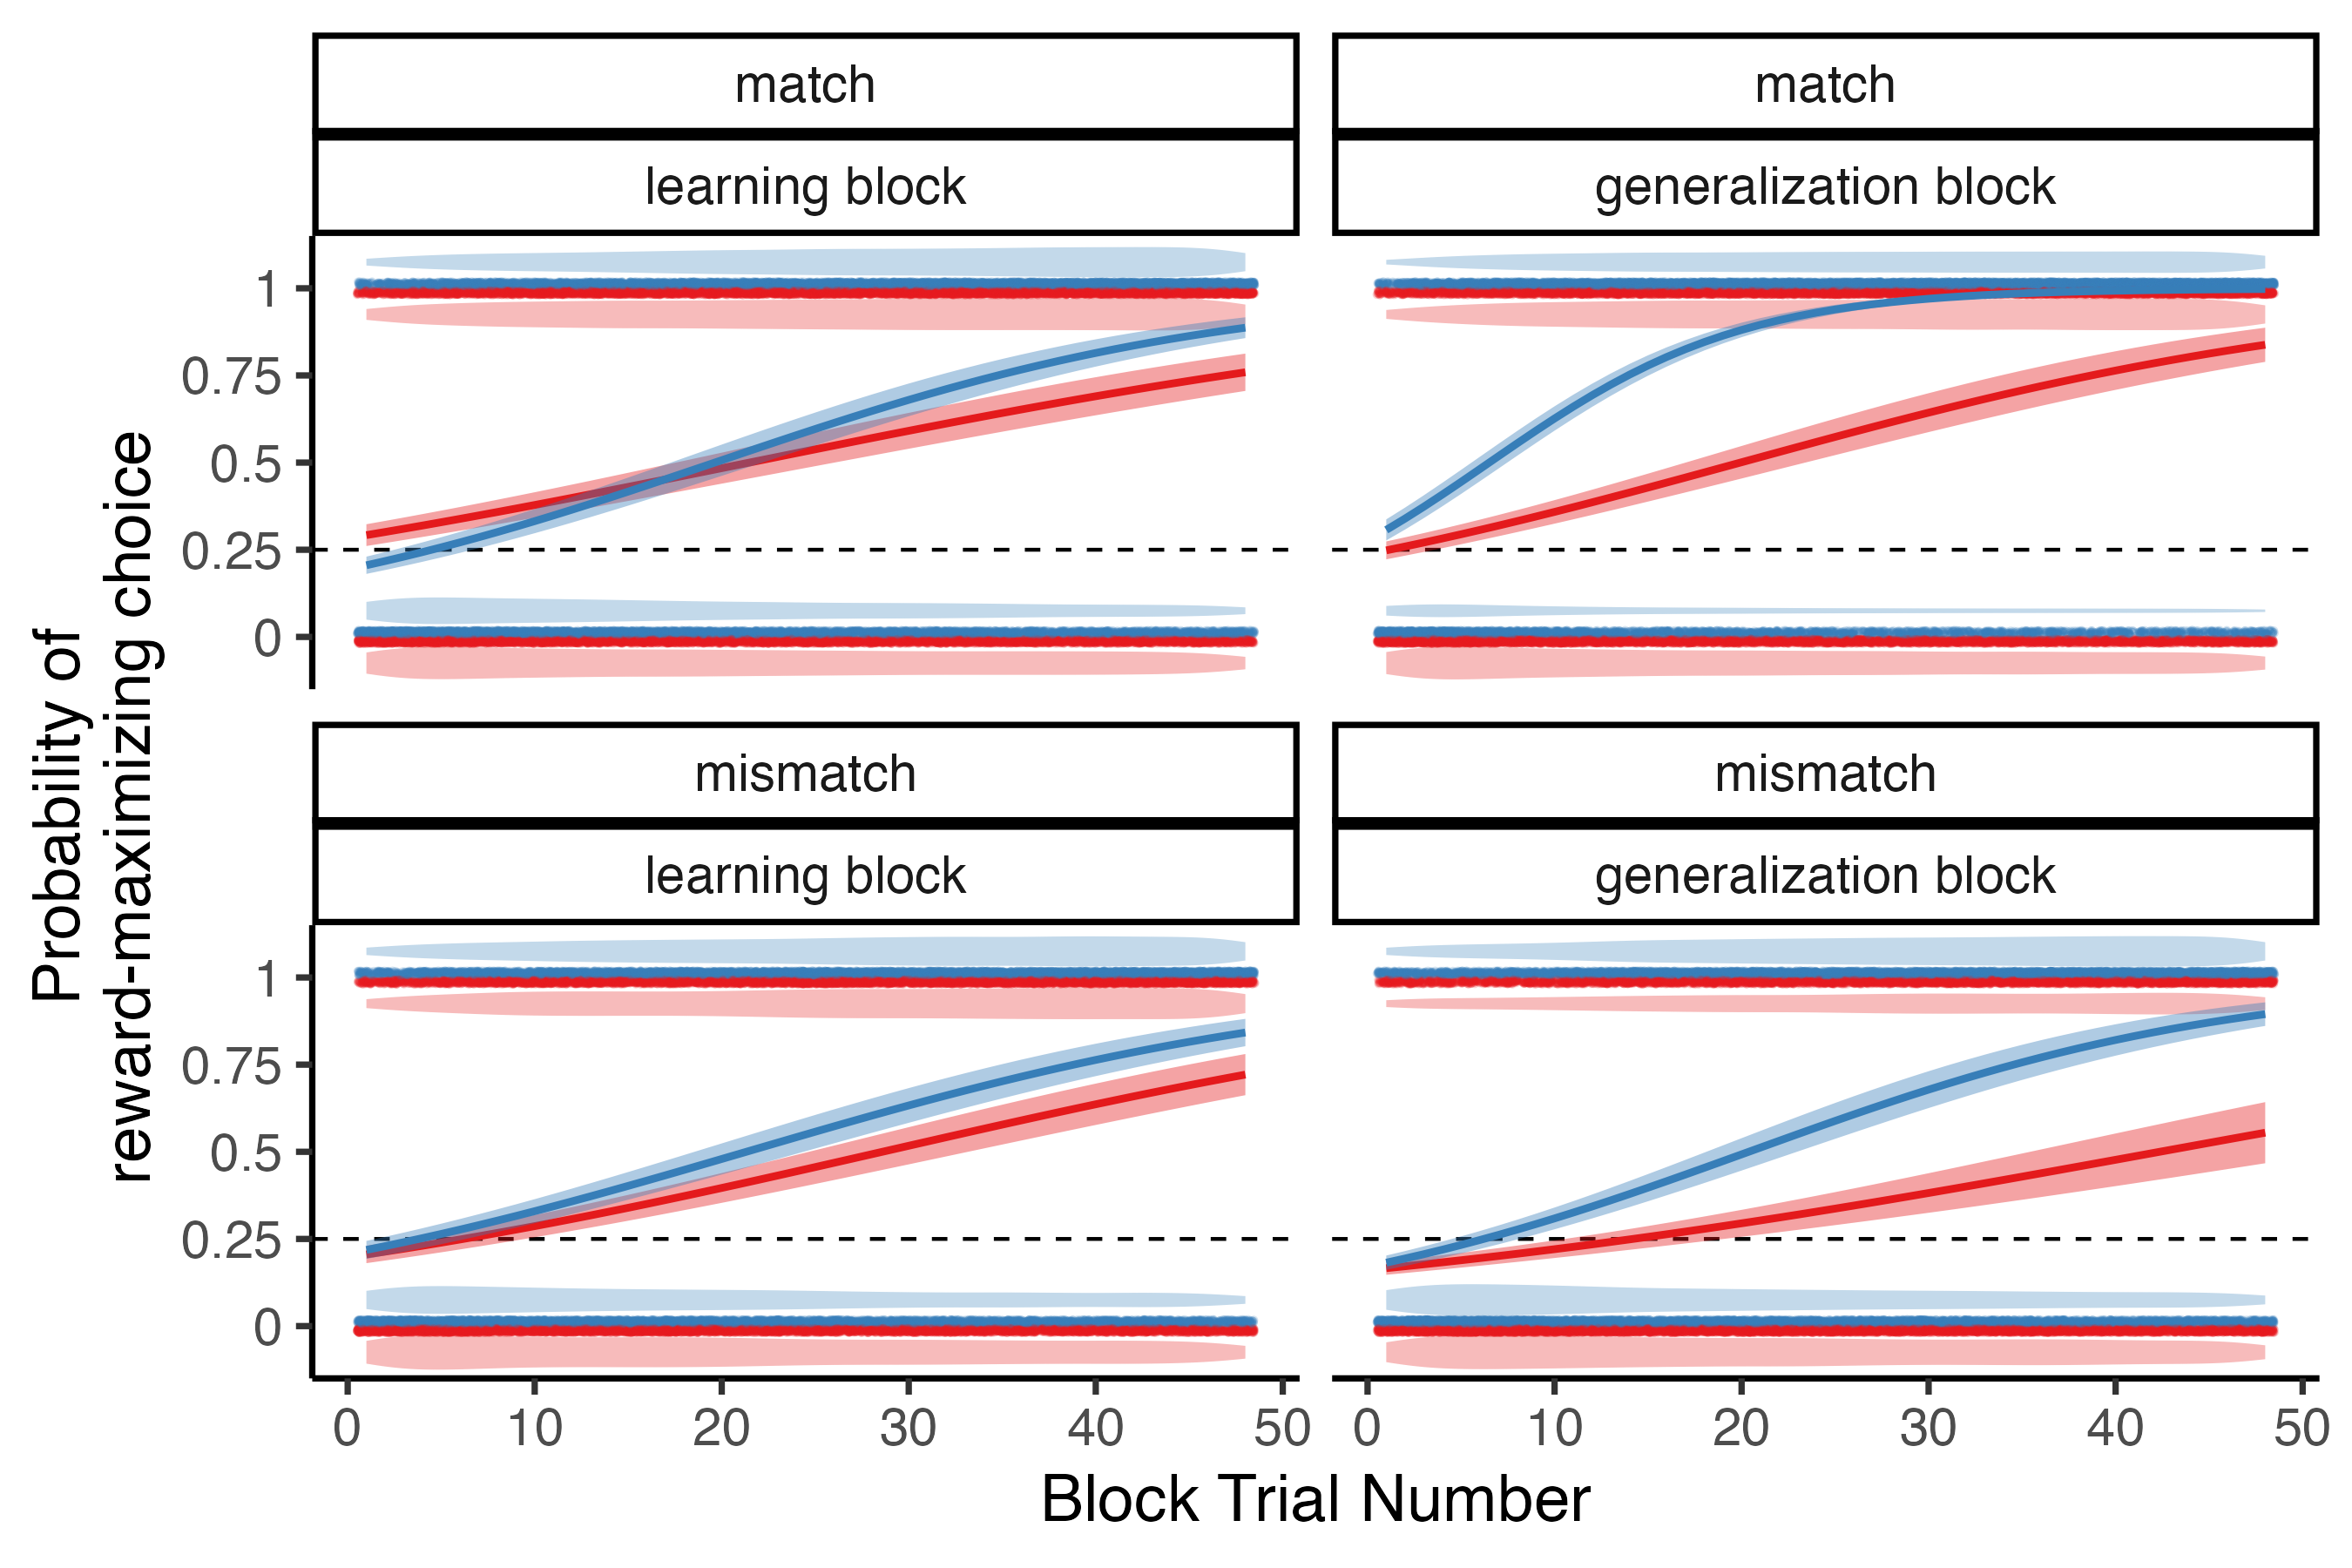 match
match
learning block
generalization block
1
0.75
0.5
0.25
0
mismatch
mismatch
learning block
generalization block
1
0.75
0.5
0.25
0
0 10 20 30 40 50
0 10 20 30 40 50
Block Trial Number
Probability of
reward-maximizing choice